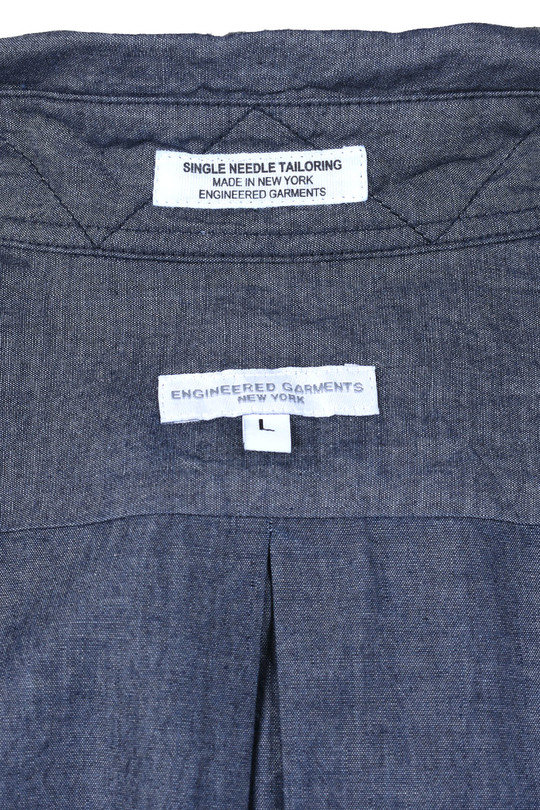 SINGLE NEEDLE TAILORING
MADE IN NEW YORK
ENGINEERED GARMENTS
ENGINEERED GARMENTS
NEW YORK
L